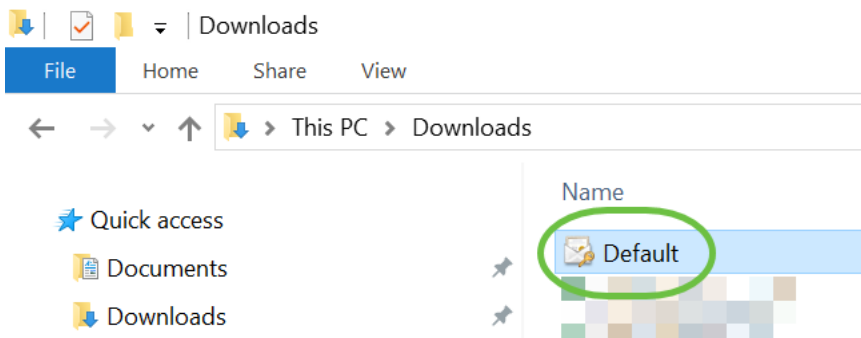 Downloads
File Home Share View
This PC > Downloads
Name
Quick access
Default
Documents
Downloads